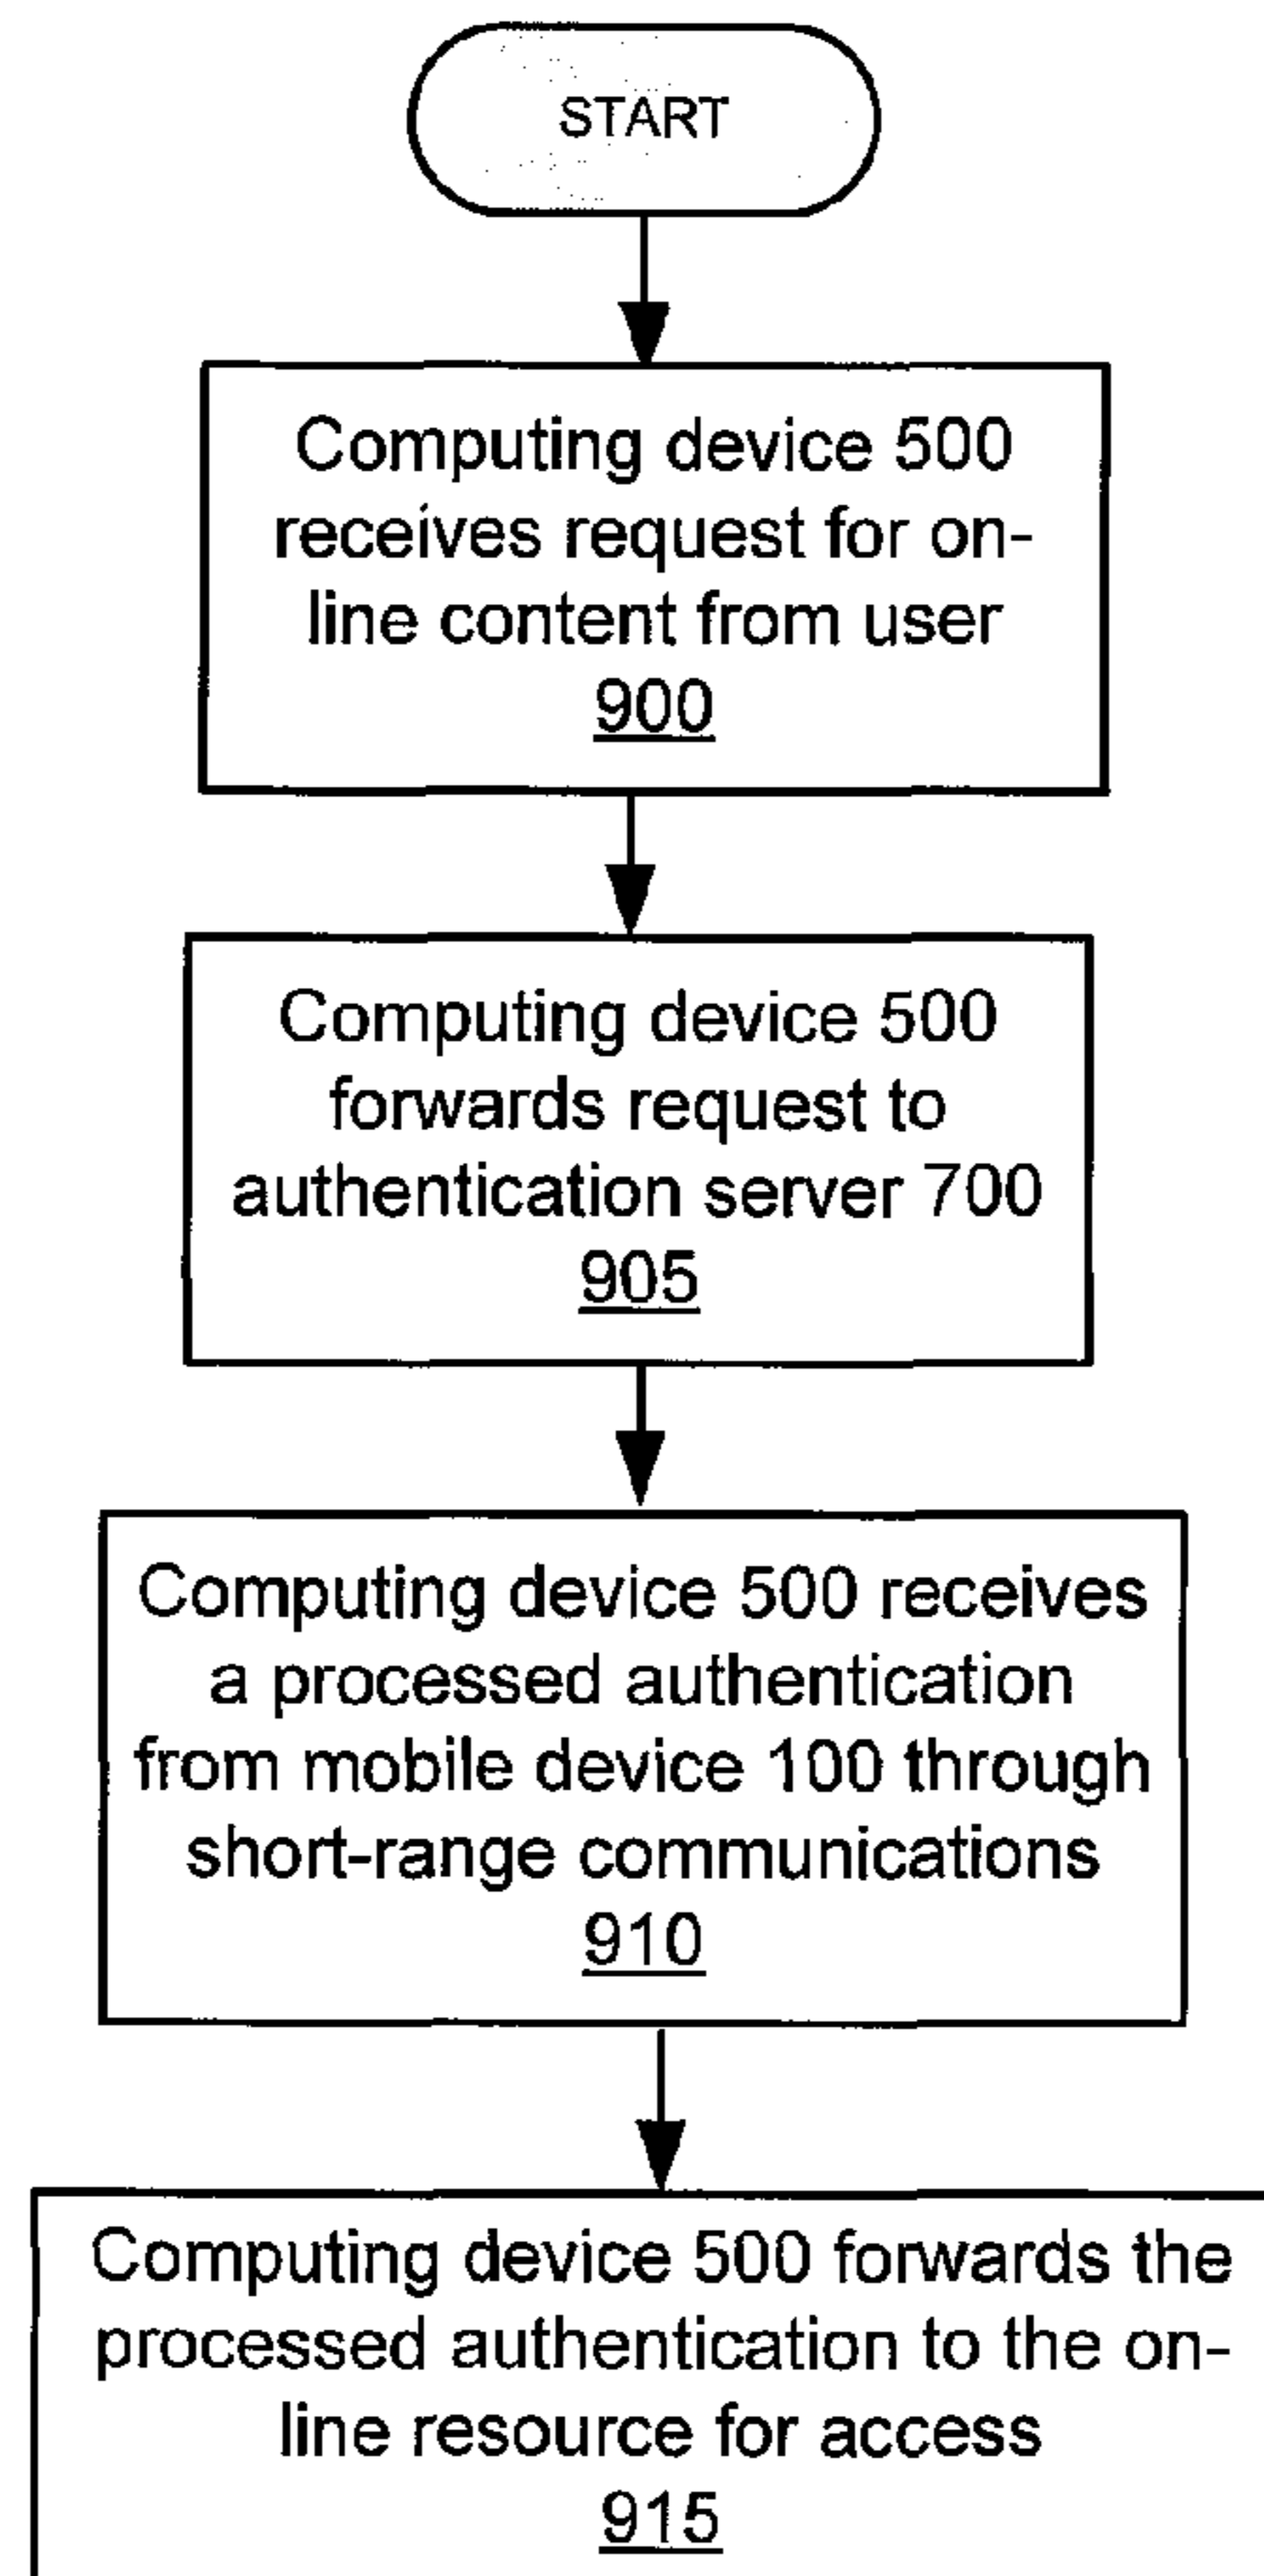 START
Computing device 500
receives request for on-
line content from user
900
Computing device 500
forwards request to
authentication server 700
905
Computing device 500 receives
a processed authentication
from mobile device 100 through
short-range communications
910
Computing device 500 forwards the
processed authentication to the on-
line resource for access
915